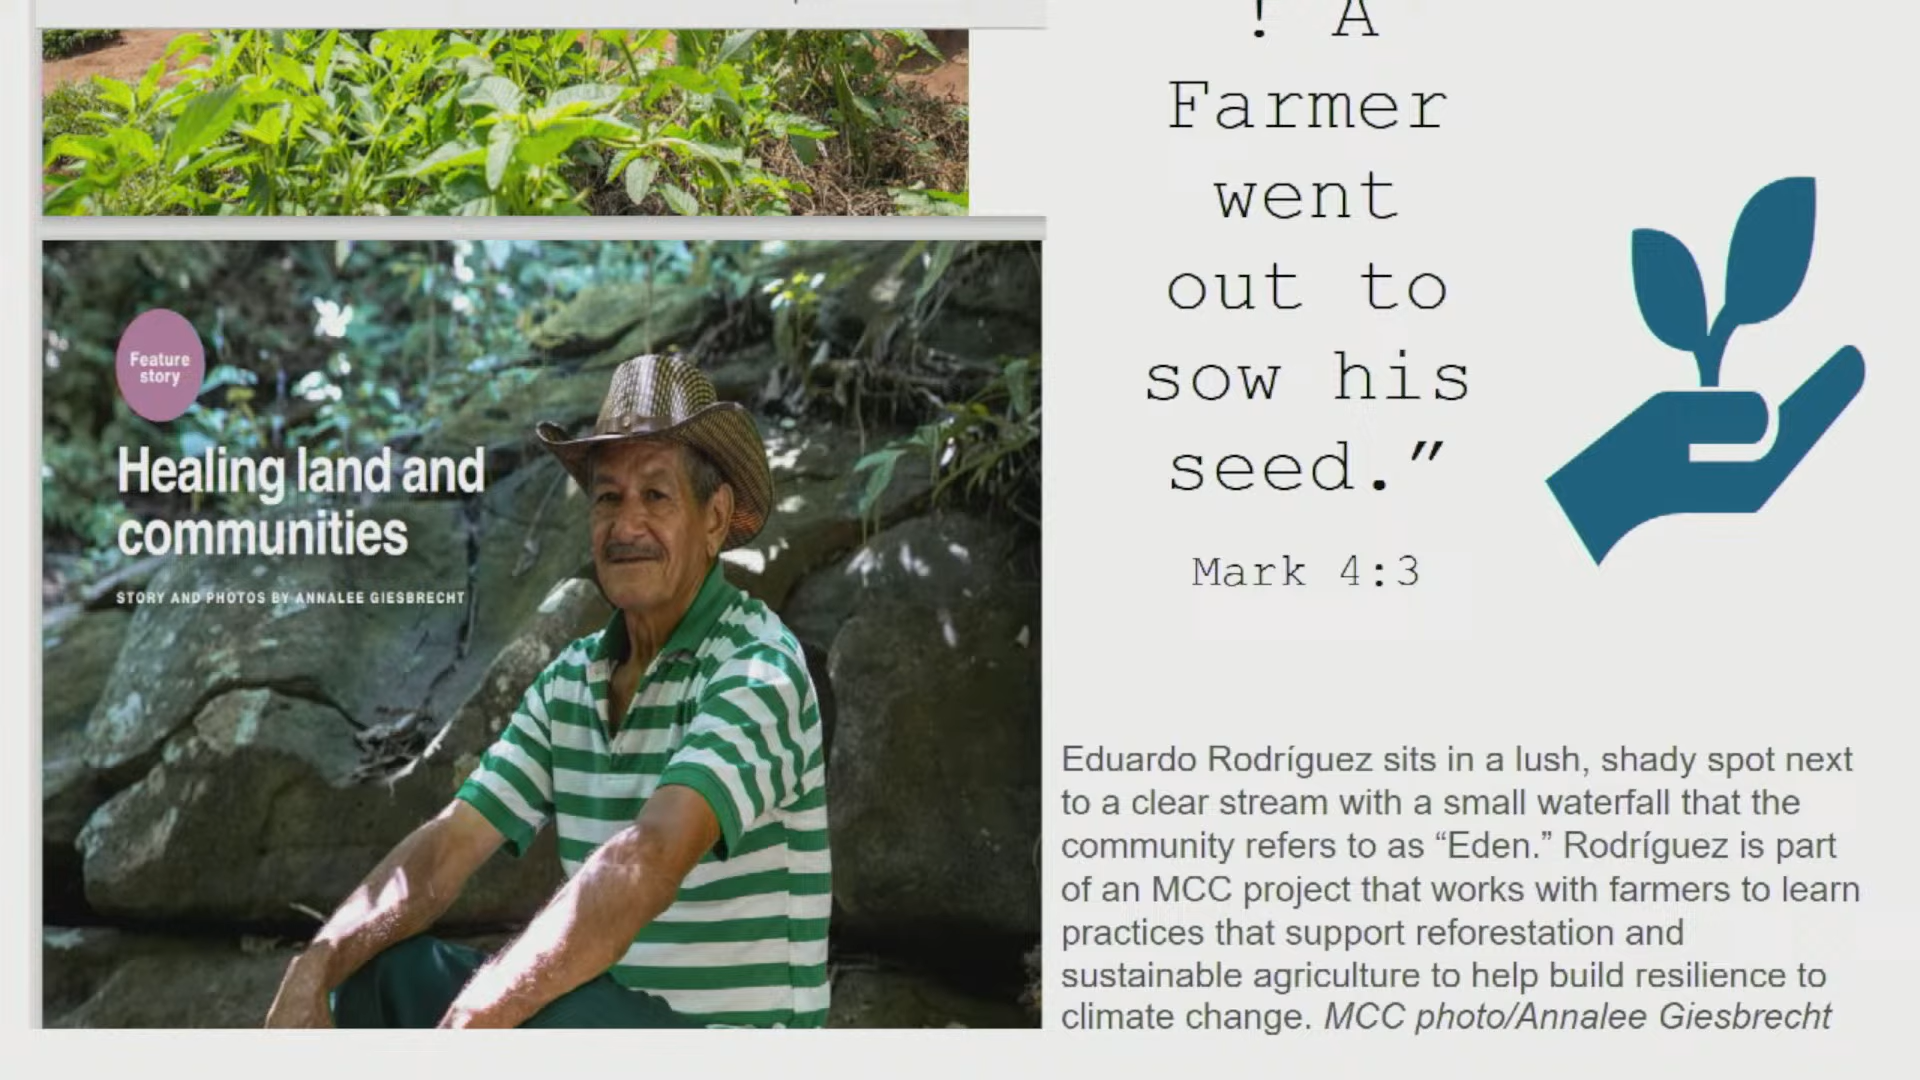 Feature
story
Healing land and
communities
STORY AND PHOTOS BY ANNALEE GIESBRECHT
! A
Farmer
went
out to
sow his
seed.”
Mark 4:3
Eduardo Rodríguez sits in a lush, shady spot next
to a clear stream with a small waterfall that the
community refers to as “Eden.” Rodríguez is part
of an MCC project that works with farmers to learn
practices that support reforestation and
sustainable agriculture to help build resilience to
climate change. MCC photo/Annalee Giesbrecht